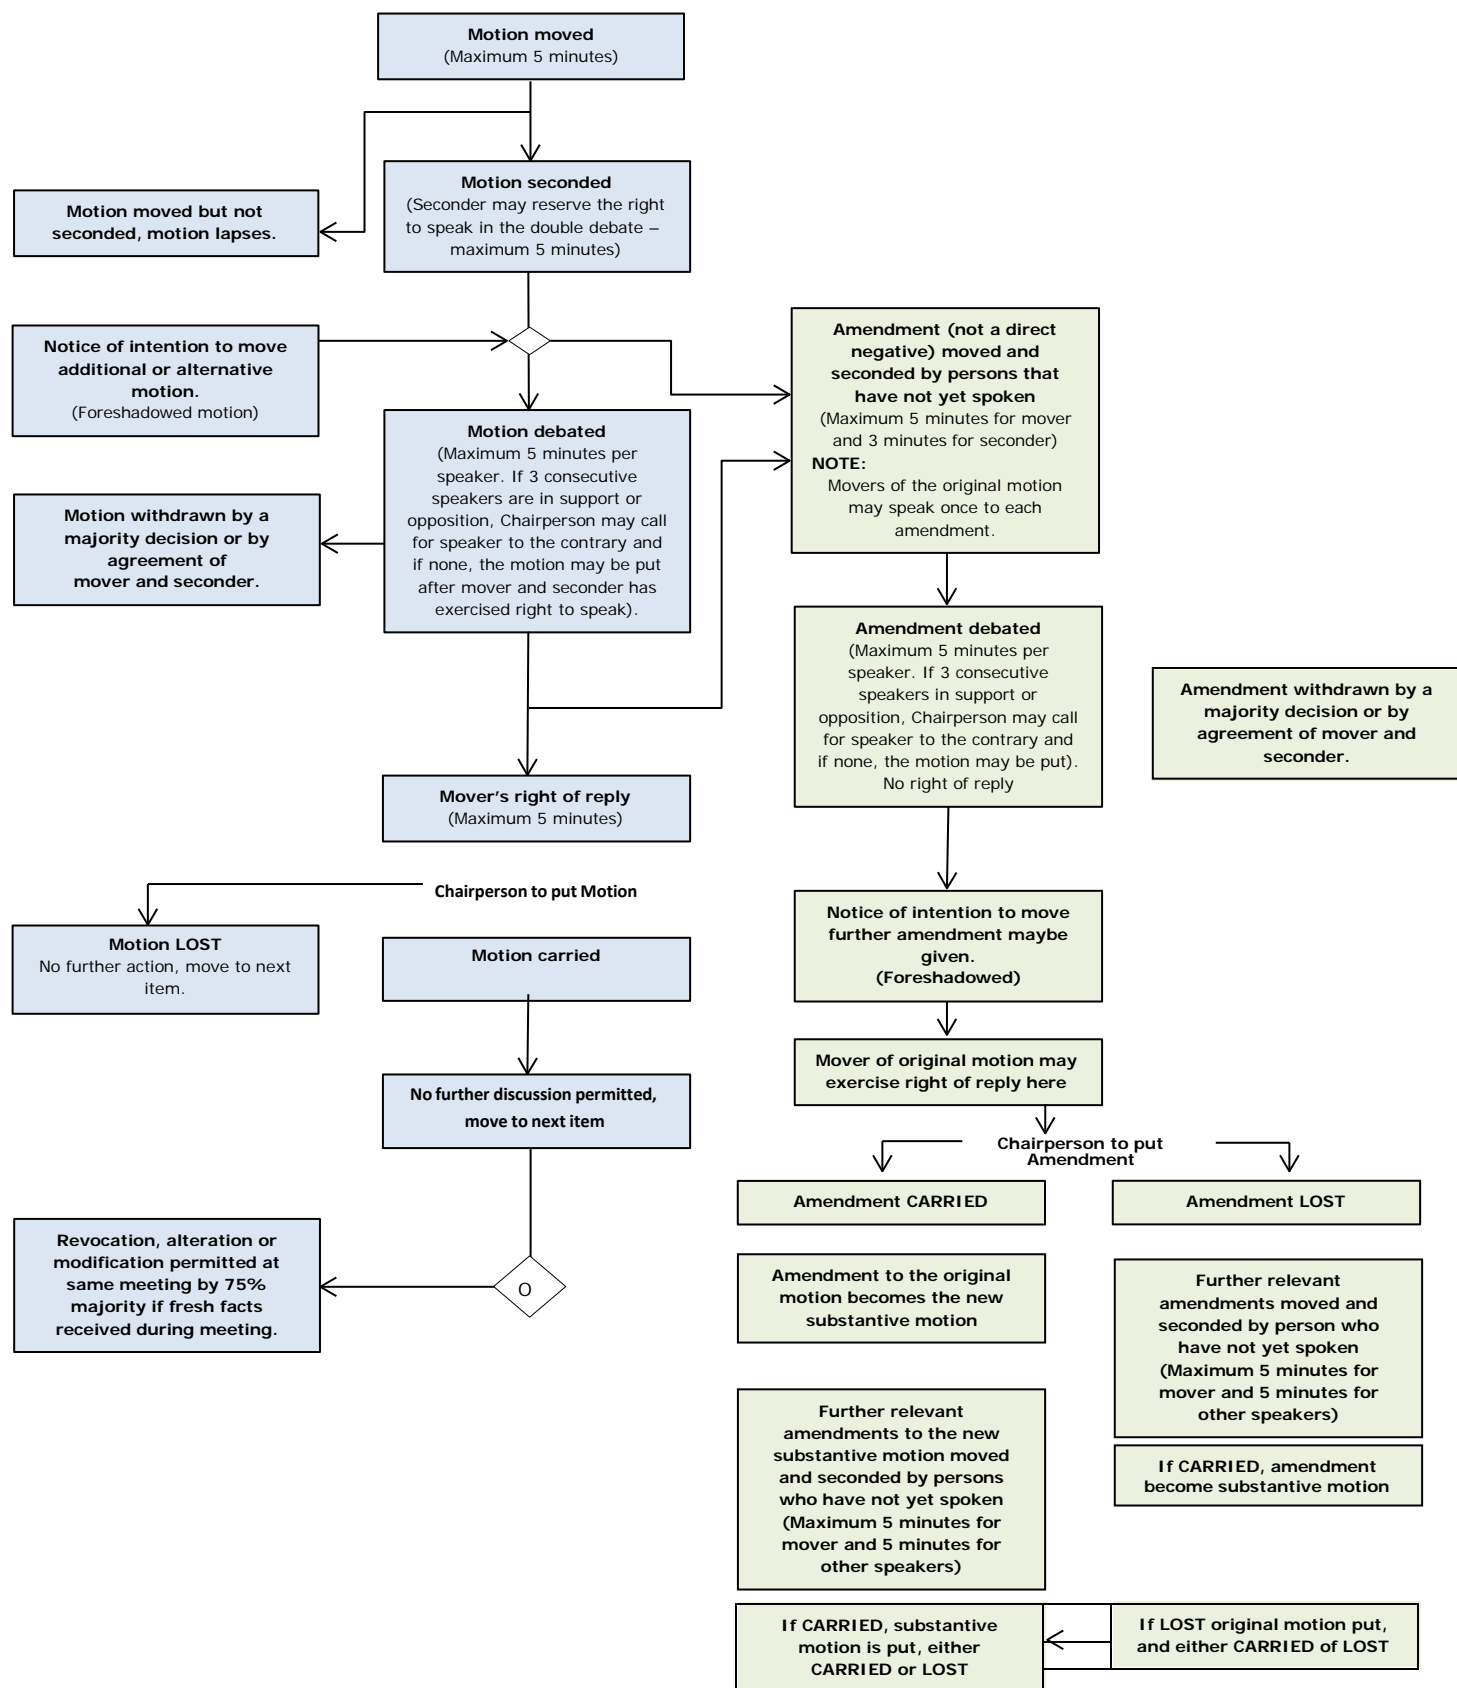 Motion moved
(Maximum 5 minutes)
Motion seconded
(Seconder may reserve the right
to speak in the double debate –
maximum 5 minutes)
Motion moved but not
seconded, motion lapses.
Notice of intention to move
additional or alternative
motion.
(Foreshadowed motion)
Amendment (not a direct
negative) moved and
seconded by persons that
have not yet spoken
(Maximum 5 minutes for mover
and 3 minutes for seconder)
NOTE:
Movers of the original motion
may speak once to each
amendment.
Motion debated
(Maximum 5 minutes per
speaker. If 3 consecutive
speakers are in support or
opposition, Chairperson may call
for speaker to the contrary and
if none, the motion may be put
after mover and seconder has
exercised right to speak).
Motion withdrawn by a
majority decision or by
agreement of
mover and seconder.
Amendment debated
(Maximum 5 minutes per
speaker. If 3 consecutive
speakers in support or
opposition, Chairperson may call
for speaker to the contrary and
if none, the motion may be put).
No right of reply
Amendment withdrawn by a
majority decision or by
agreement of mover and
seconder.
Mover’s right of reply
(Maximum 5 minutes)
Chairperson to put Motion
Motion LOST
No further action, move to next
item.
Motion carried
Notice of intention to move
further amendment maybe
given.
(Foreshadowed)
Mover of original motion may
exercise right of reply here
No further discussion permitted,
move to next item
Chairperson to put
Amendment
Amendment CARRIED
Amendment LOST
Revocation, alteration or
modification permitted at
same meeting by 75%
majority if fresh facts
received during meeting.
O
Amendment to the original
motion becomes the new
substantive motion
Further relevant
amendments moved and
seconded by person who
have not yet spoken
(Maximum 5 minutes for
mover and 5 minutes for
other speakers)
Further relevant
amendments to the new
substantive motion moved
and seconded by persons
who have not yet spoken
(Maximum 5 minutes for
mover and 5 minutes for
other speakers)
If CARRIED, amendment
become substantive motion
If CARRIED, substantive
motion is put, either
CARRIED or LOST
If LOST original motion put,
and either CARRIED of LOST